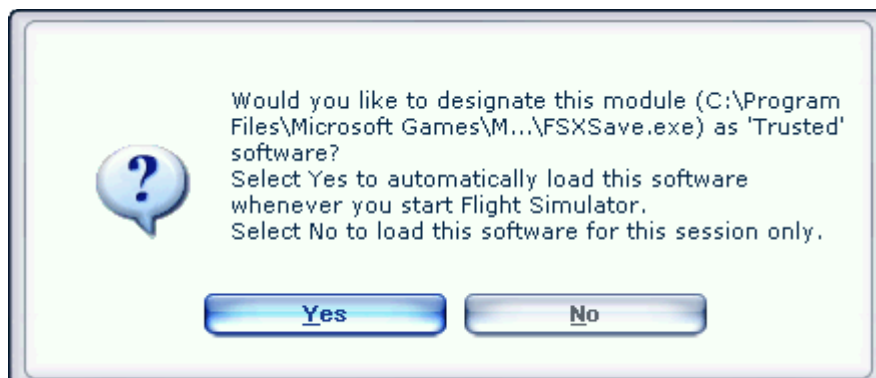 Would you like to designate this module (C:\Program
Files\Microsoft Games\M...\FSXSave.exe) as 'Trusted'
software?
Select Yes to automatically load this software
whenever you start Flight Simulator.
Select No to load this software for this session only.
?
Yes No